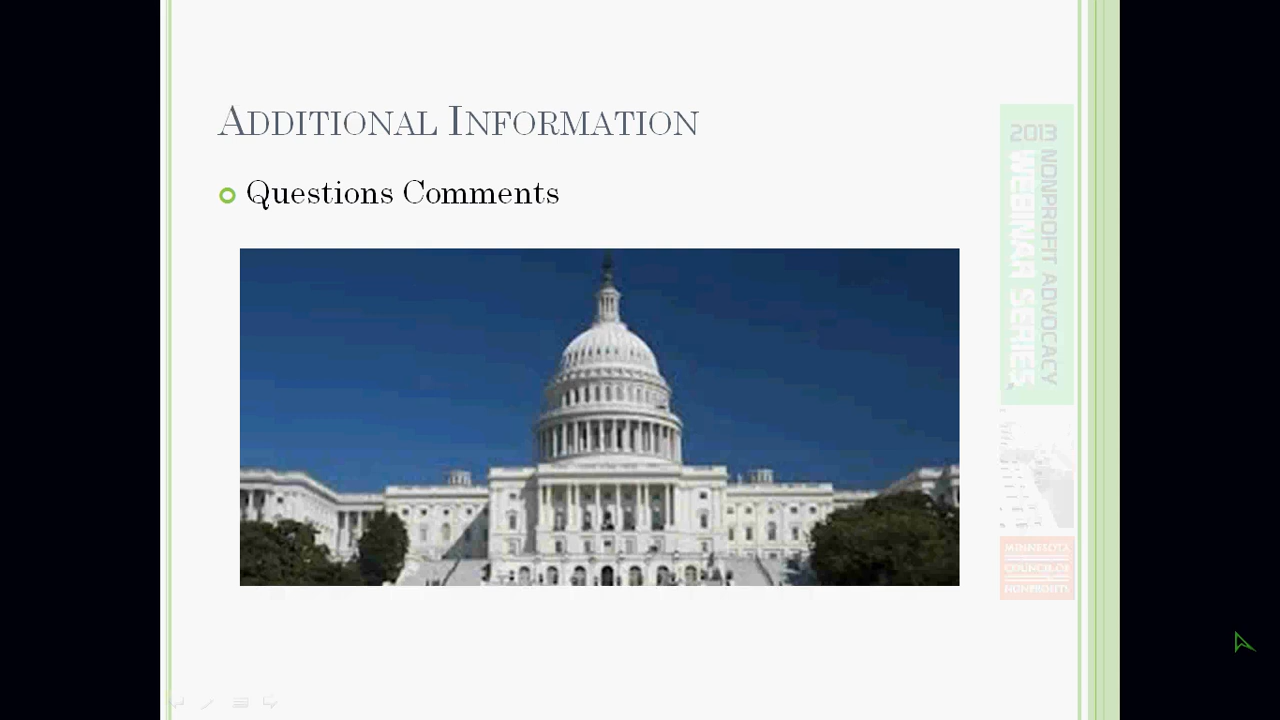 ADDITIONAL INFORMATION
Questions Comments
2013 NONPROFIT ADVOCACY
WEBINAR SERIES
MINNESOTA
COUNCIL OF
NONPROFITS